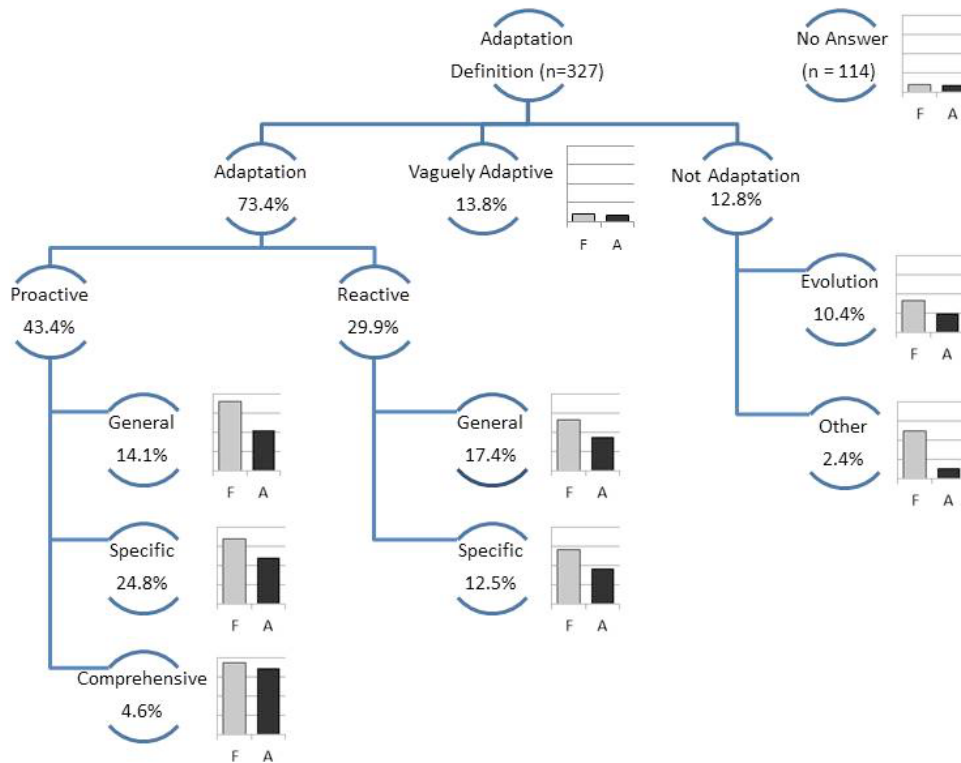 Adaptation
Definition (n=327)
No Answer
(n = 114)
F A
Adaptation
73.4%
Vaguely Adaptive
13.8%
F A
Not Adaptation
12.8%
Proactive
43.4%
Reactive
29.9%
Evolution
10.4%
F A
General
14.1%
F A
General
17.4%
F A
Other
2.4%
F A
Specific
24.8%
F A
Specific
12.5%
F A
Comprehensive
4.6%
F A